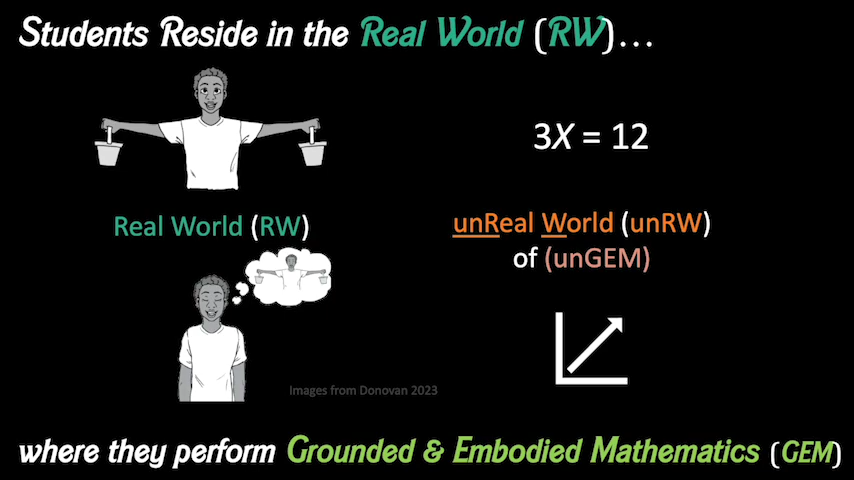 Students Reside in the Real World (RW)...
3X = 12
Real World (RW)
unReal World (unRW)
of (unGEM)
Images from Donovan 2023
where they perform Grounded & Embodied Mathematics (GEM)